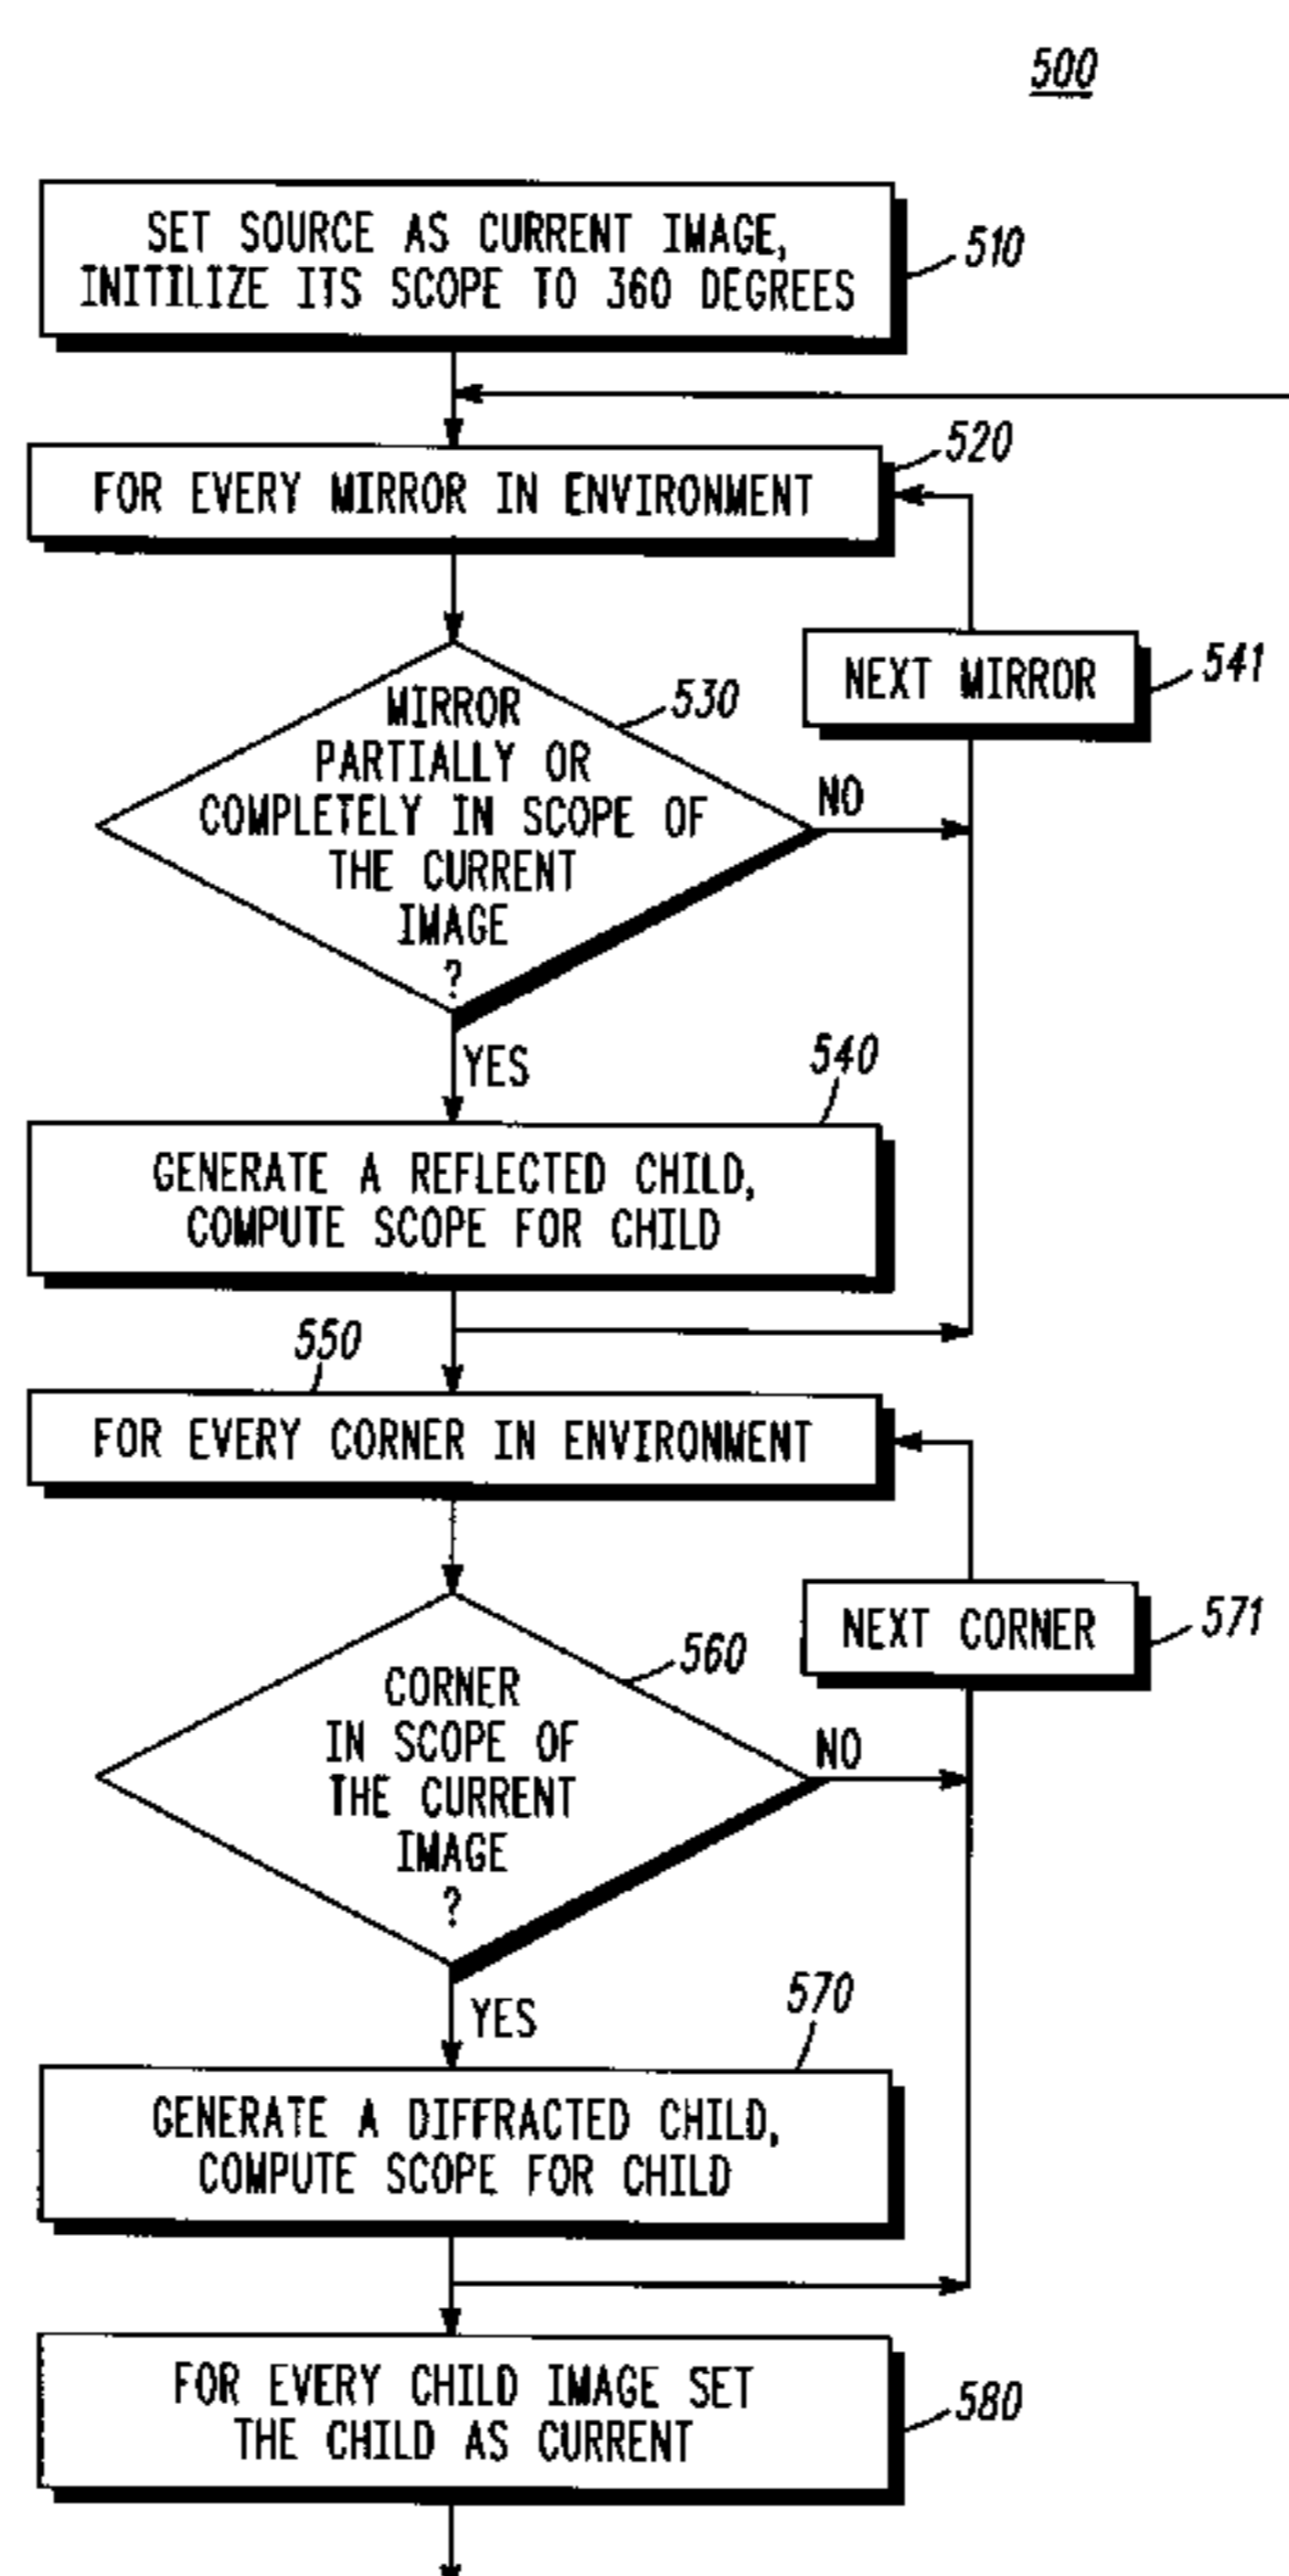 500
SET SOURCE AS CURRENT IMAGE,
INITILIZE ITS SCOPE TO 360 DEGREES
510
520
FOR EVERY MIRROR IN ENVIRONMENT
NEXT MIRROR
541
530
MIRROR
PARTIALLY OR
COMPLETELY IN SCOPE OF
THE CURRENT
IMAGE
?
NO
YES
540
GENERATE A REFLECTED CHILD,
COMPUTE SCOPE FOR CHILD
550
FOR EVERY CORNER IN ENVIRONMENT
NEXT CORNER
571
560
CORNER
IN SCOPE OF
THE CURRENT
IMAGE
?
NO
YES
570
GENERATE A DIFFRACTED CHILD,
COMPUTE SCOPE FOR CHILD
FOR EVERY CHILD IMAGE SET
THE CHILD AS CURRENT
580